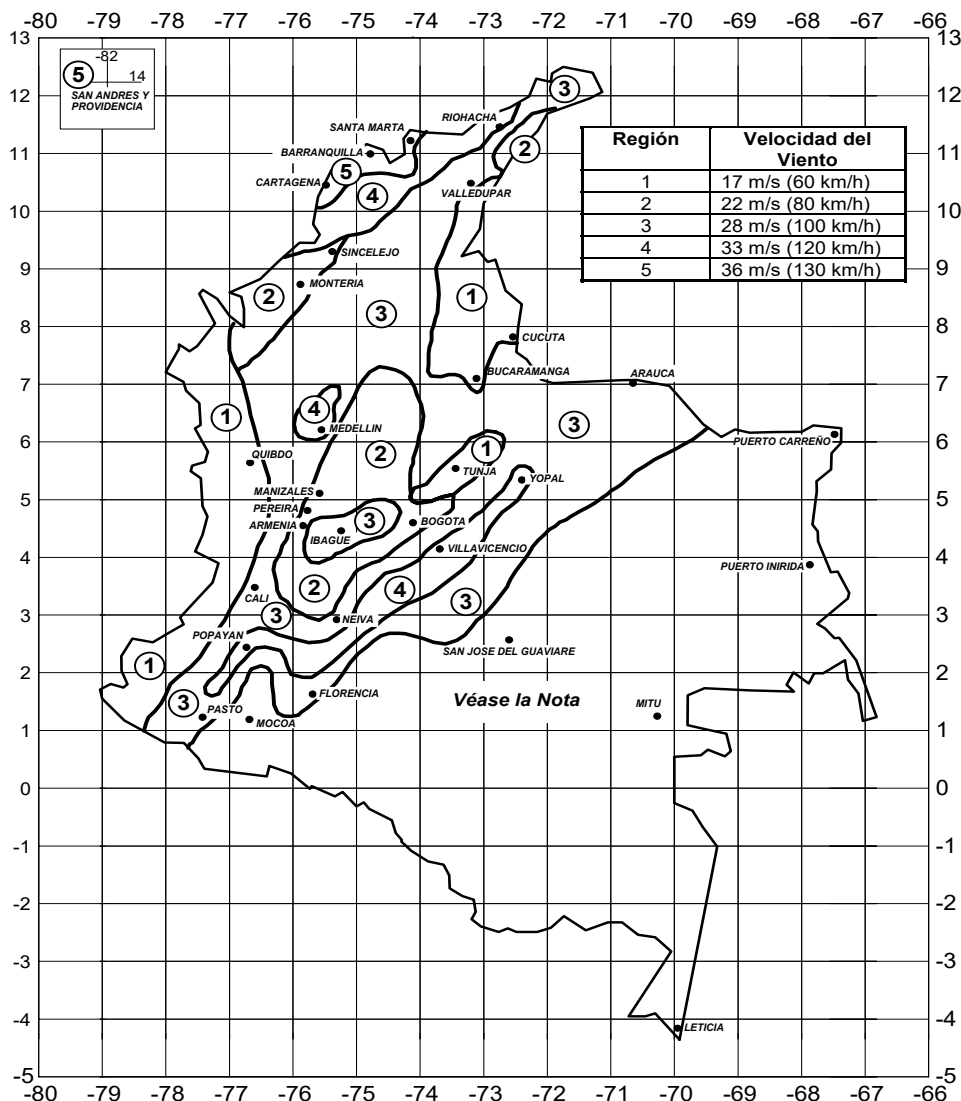 -80 -79 -78 -77 -76 -75 -74 -73 -72 -71 -70 -69 -68 -67 -66
13 13
-82
5 14
SAN ANDRES Y
PROVIDENCIA
3
12 12
RIOHACHA
SANTA MARTA
Región Velocidad del
Viento
1 17 m/s (60 km/h)
2 22 m/s (80 km/h)
3 28 m/s (100 km/h)
4 33 m/s (120 km/h)
5 36 m/s (130 km/h)
2
BARRANQUILLA
11 11
5
CARTAGENA
4
VALLEDUPAR
10 10
SINCELEJO
9 9
MONTERIA
2
1
3
8 8
CUCUTA
BUCARAMANGA
ARAUCA
7 7
4
1
MEDELLIN
3
PUERTO CARREÑO
6 6
QUIBDO
2
1
TUNJA
YOPAL
MANIZALES
5 5
PEREIRA
3
ARMENIA
BOGOTA
IBAGUE
VILLAVICENCIO
4 4
PUERTO INIRIDA
2
4
CALI
3
3 3
3
NEIVA
POPAYAN
SAN JOSE DEL GUAVIARE
1
2 2
FLORENCIA
Véase la Nota
MITU
3
PASTO
MOCOA
1 1
0 0
-1 -1
-2 -2
-3 -3
-4 -4
LETICIA
-5 -5
-80 -79 -78 -77 -76 -75 -74 -73 -72 -71 -70 -69 -68 -67 -66